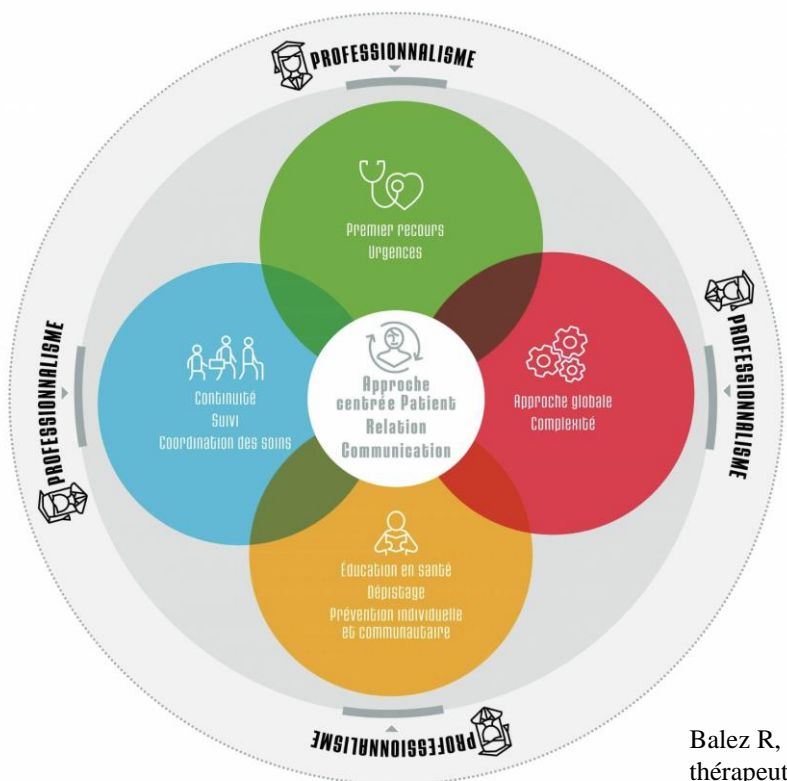 PROFESSIONNALISME
Premier recours
Urgences
PROFESSIONNALISME
PROFESSIONNALISME
Continuité
Suivi
Coordination des soins
Approche
centrée Patient
Relation
Communication
Approche globale
Complexité
Éducation en santé
Dépistage
Prévention individuelle
et communautaire
PROFESSIONNALISME
Balez R,
thérapeut